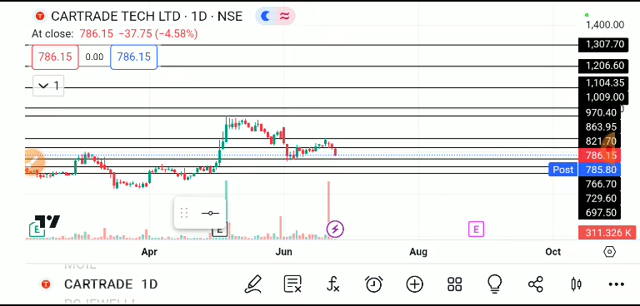 CARTRADE TECH LTD · 1D · NSE
At close: 786.15 −37.75 (−4.58%)
786.15 0.00 786.15
1
1,400.00
1,307.70
1,206.60
1,104.35
1,009.00
970.40
863.95
821.70
786.15
Post 785.80
766.70
729.60
697.50
311.326 K
E E E
Apr Jun Aug Oct
MOIL
CARTRADE 1D